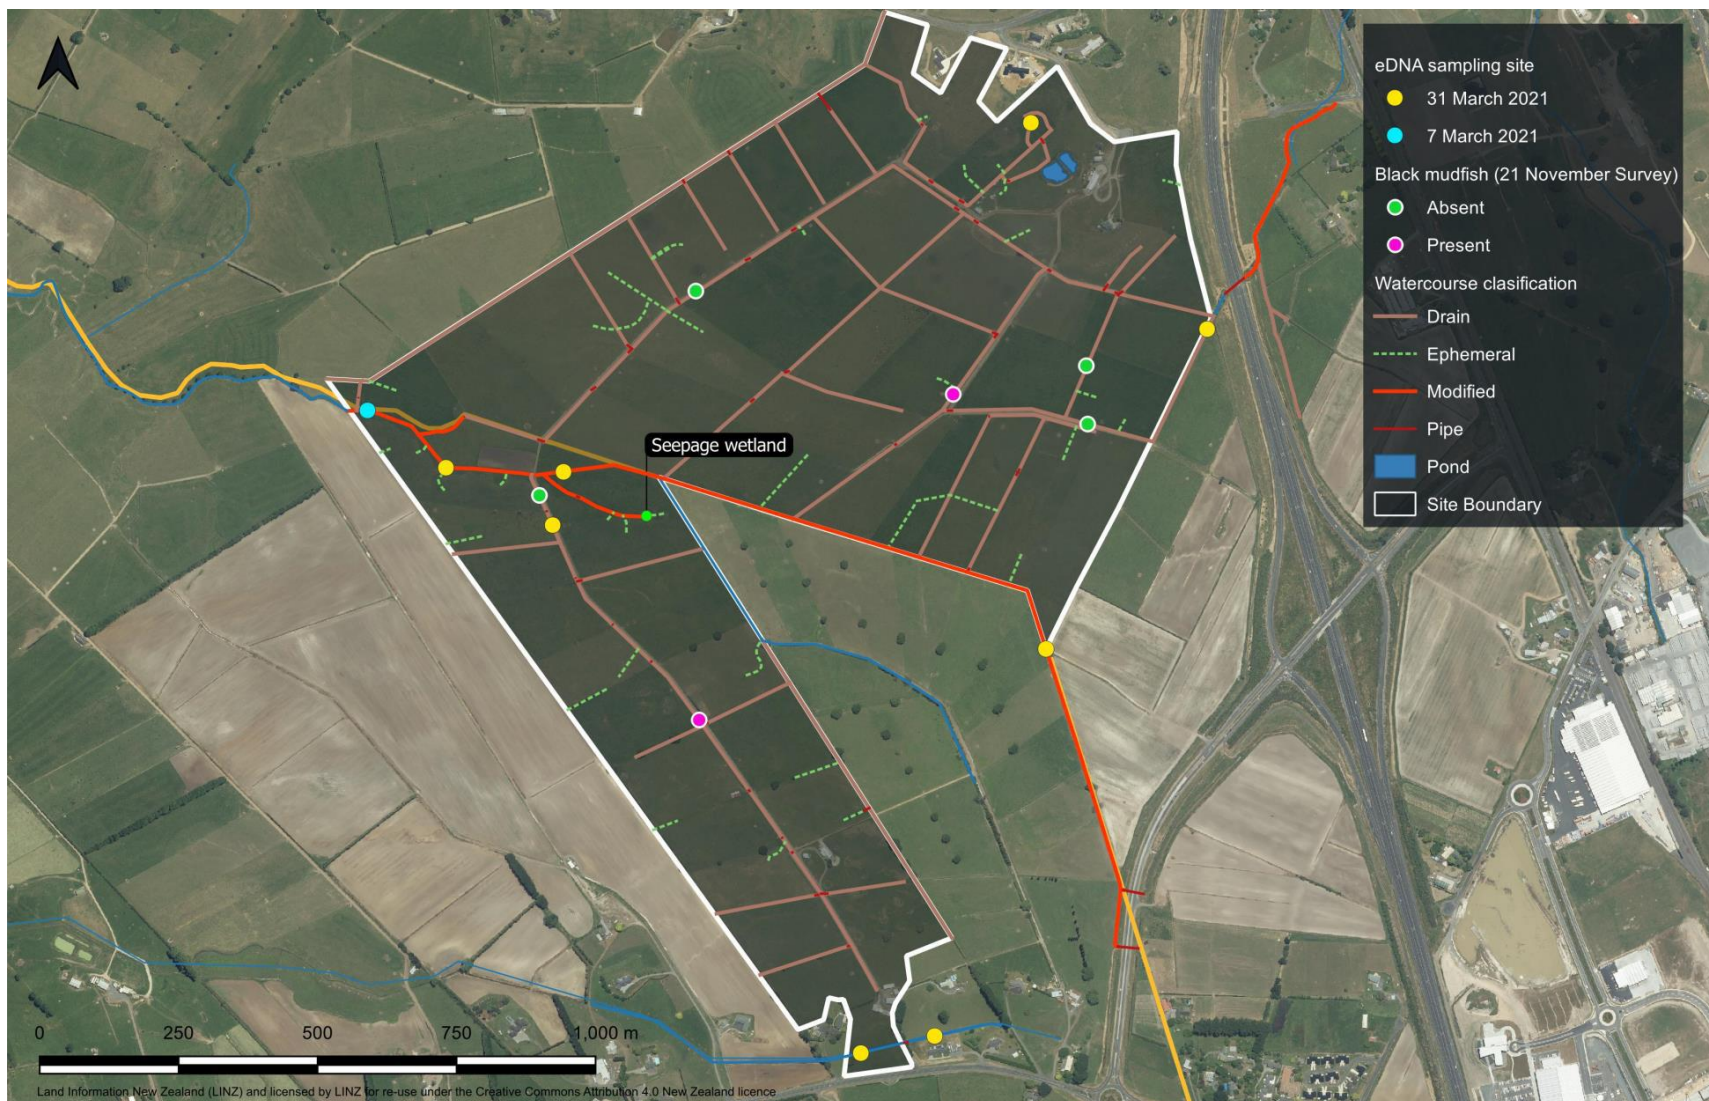 eDNA sampling site
31 March 2021
7 March 2021
Black mudfish (21 November Survey)
Absent
Present
Watercourse clasification
Drain
Ephemeral
Modified
Pipe
Pond
Site Boundary
Seepage wetland
0 250 500 750 1,000 m
Land Information New Zealand (LINZ) and licensed by LINZ for re-use under the Creative Commons Attribution 4.0 New Zealand licence